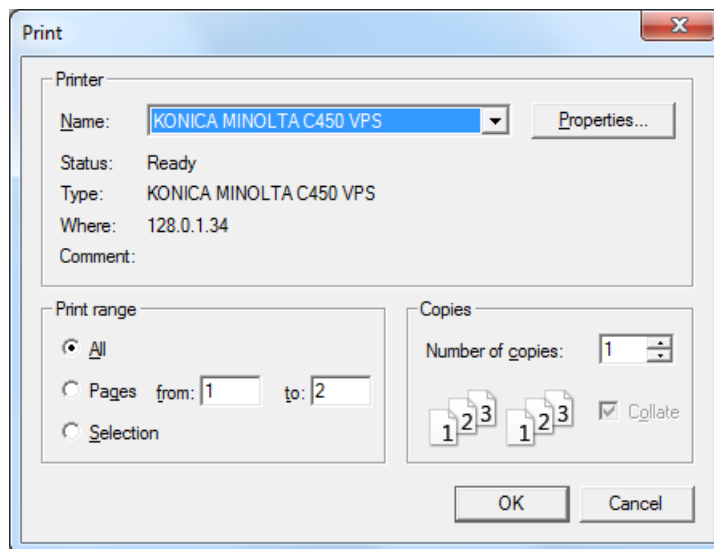 Print
Printer
Name: KONICA MINOLTA C450 VPS Properties...
Status: Ready
Type: KONICA MINOLTA C450 VPS
Where: 128.0.1.34
Comment:
Print range
All
Pages from: 1 to: 2
Selection
Copies
Number of copies: 1
1 2 3 1 2 3 Collate
OK Cancel